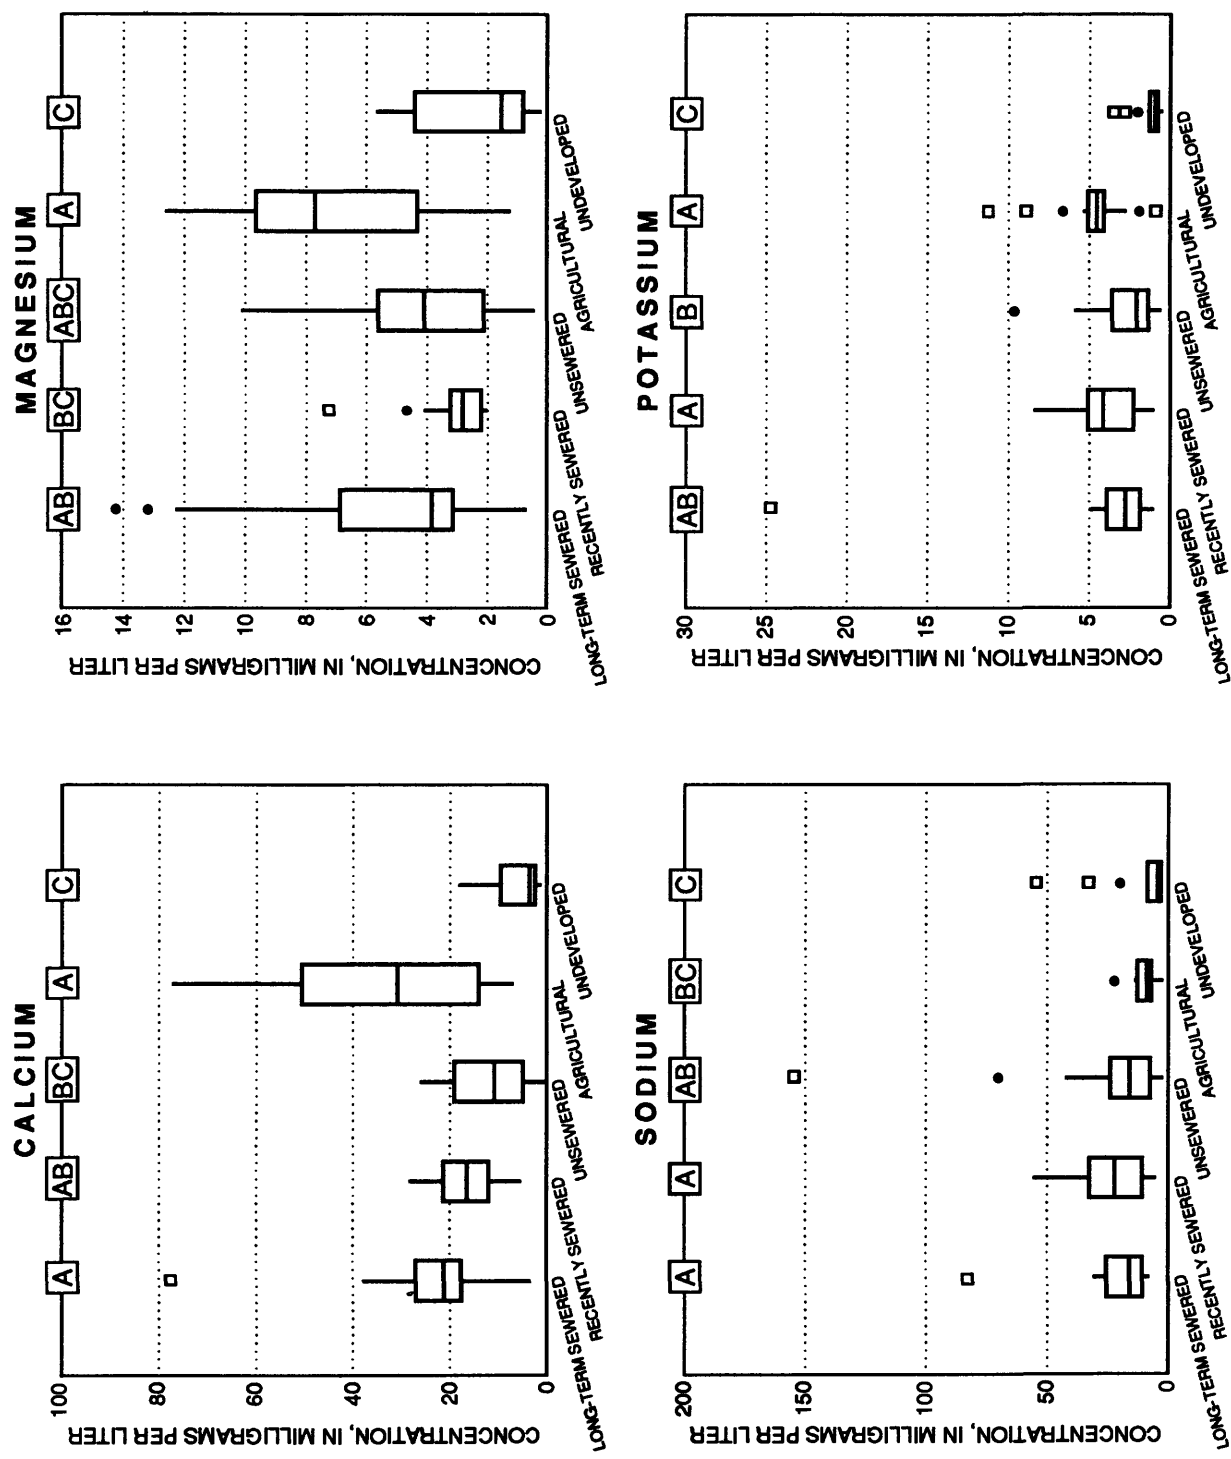 CALCIUM
A
AB
BC
A
C
CONCENTRATION, IN MILLIGRAMS PER LITER
100
80
60
40
20
0
LONG-TERM SEWERED
RECENTLY SEWERED
UNSEWERED
AGRICULTURAL
UNDEVELOPED
MAGNESIUM
AB
BC
ABC
A
C
CONCENTRATION, IN MILLIGRAMS PER LITER
16
14
12
10
8
6
4
2
0
LONG-TERM SEWERED
RECENTLY SEWERED
UNSEWERED
AGRICULTURAL
UNDEVELOPED
SODIUM
A
A
AB
BC
C
CONCENTRATION, IN MILLIGRAMS PER LITER
200
150
100
50
0
LONG-TERM SEWERED
RECENTLY SEWERED
UNSEWERED
AGRICULTURAL
UNDEVELOPED
POTASSIUM
AB
A
B
A
C
CONCENTRATION, IN MILLIGRAMS PER LITER
30
25
20
15
10
5
0
LONG-TERM SEWERED
RECENTLY SEWERED
UNSEWERED
AGRICULTURAL
UNDEVELOPED